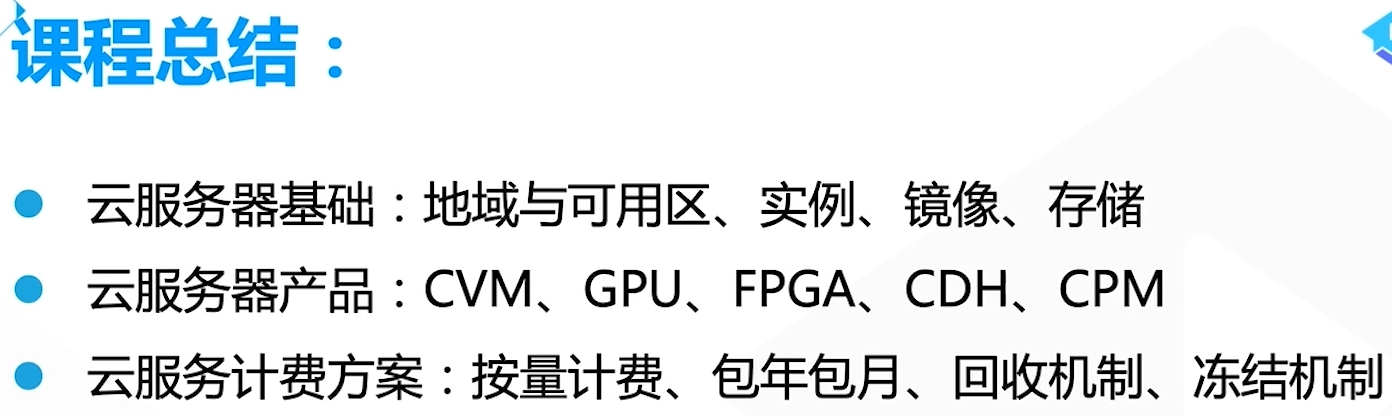 课程总结：
云服务器基础：地域与可用区、实例、镜像、存储
云服务器产品：CVM、GPU、FPGA、CDH、CPM
云服务计费方案：按量计费、包年包月、回收机制、冻结机制